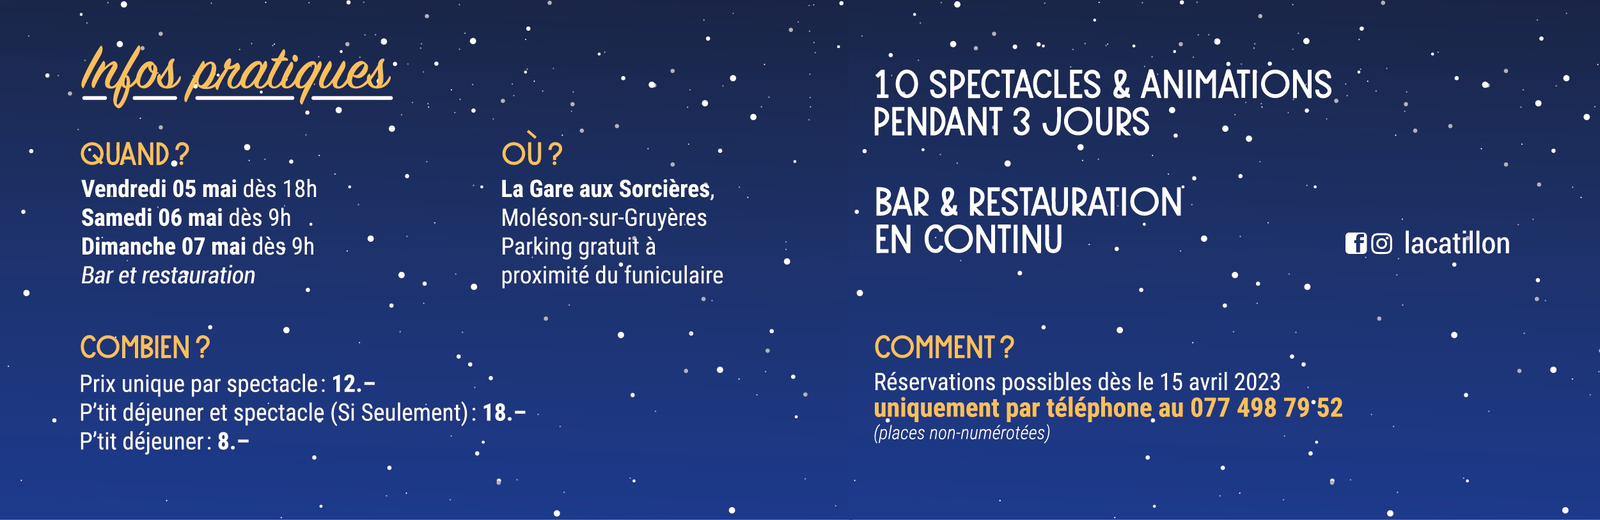 Infos pratiques
QUAND ?
Vendredi 05 mai dès 18h
Samedi 06 mai dès 9h
Dimanche 07 mai dès 9h
Bar et restauration
OÙ ?
La Gare aux Sorcières,
Moléson-sur-Gruyères
Parking gratuit à
proximité du funiculaire
COMBIEN ?
Prix unique par spectacle : 12.–
P'tit déjeuner et spectacle (Si Seulement) : 18.–
P'tit déjeuner : 8.–
10 SPECTACLES & ANIMATIONS
PENDANT 3 JOURS
BAR & RESTAURATION
EN CONTINU
lacatillon
COMMENT ?
Réservations possibles dès le 15 avril 2023
uniquement par téléphone au 077 498 79 52
(places non-numérotées)